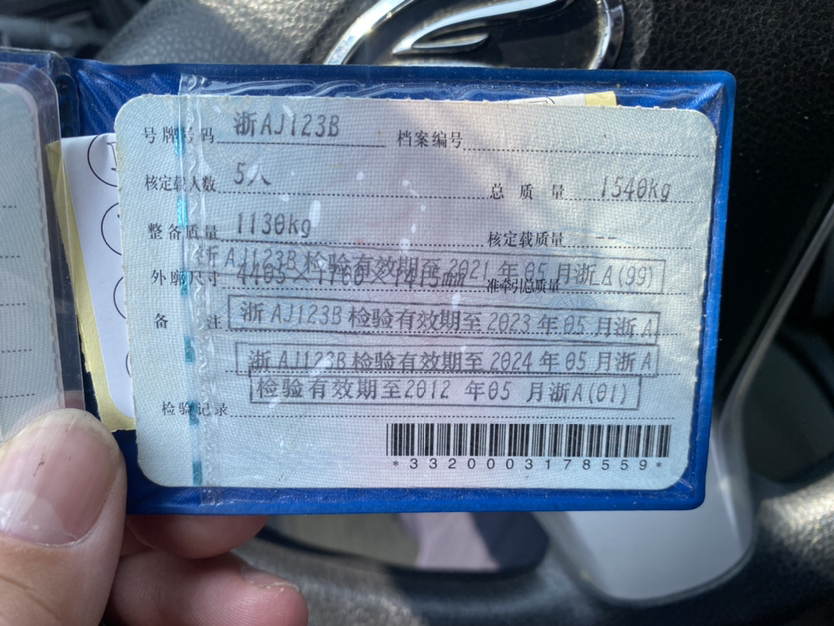 号牌号码 浙AJ123B 档案编号
核定载人数 5人 总质量 1540kg
整备质量 1130kg 核定载质量 --
浙AJ123B检验有效期至2021年05月浙A(99)
外廓尺寸 4403×1760×1415mm 准牵引总质量
备注 浙AJ123B检验有效期至2023年05月浙A
浙AJ123B检验有效期至2024年05月浙A
检验有效期至2012年05月浙A(01)
检验记录
*3320003178559*